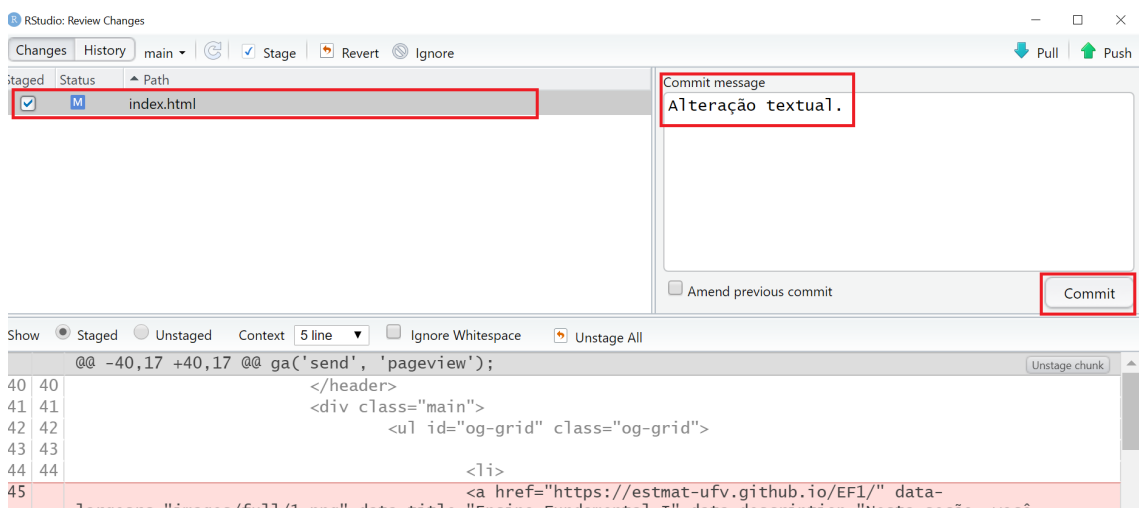 RStudio: Review Changes
Changes History main Stage Revert Ignore Pull Push
Staged Status Path
M index.html
Commit message
Alteração textual.
Amend previous commit Commit
Show Staged Unstaged Context 5 line Ignore Whitespace Unstage All
@@ -40,17 +40,17 @@ ga('send', 'pageview'); Unstage chunk
40 40 </header>
41 41 <div class="main">
42 42 <ul id="og-grid" class="og-grid">
43 43
44 44 <li>
45 <a href="https://estmat-ufv.github.io/EF1/" data-